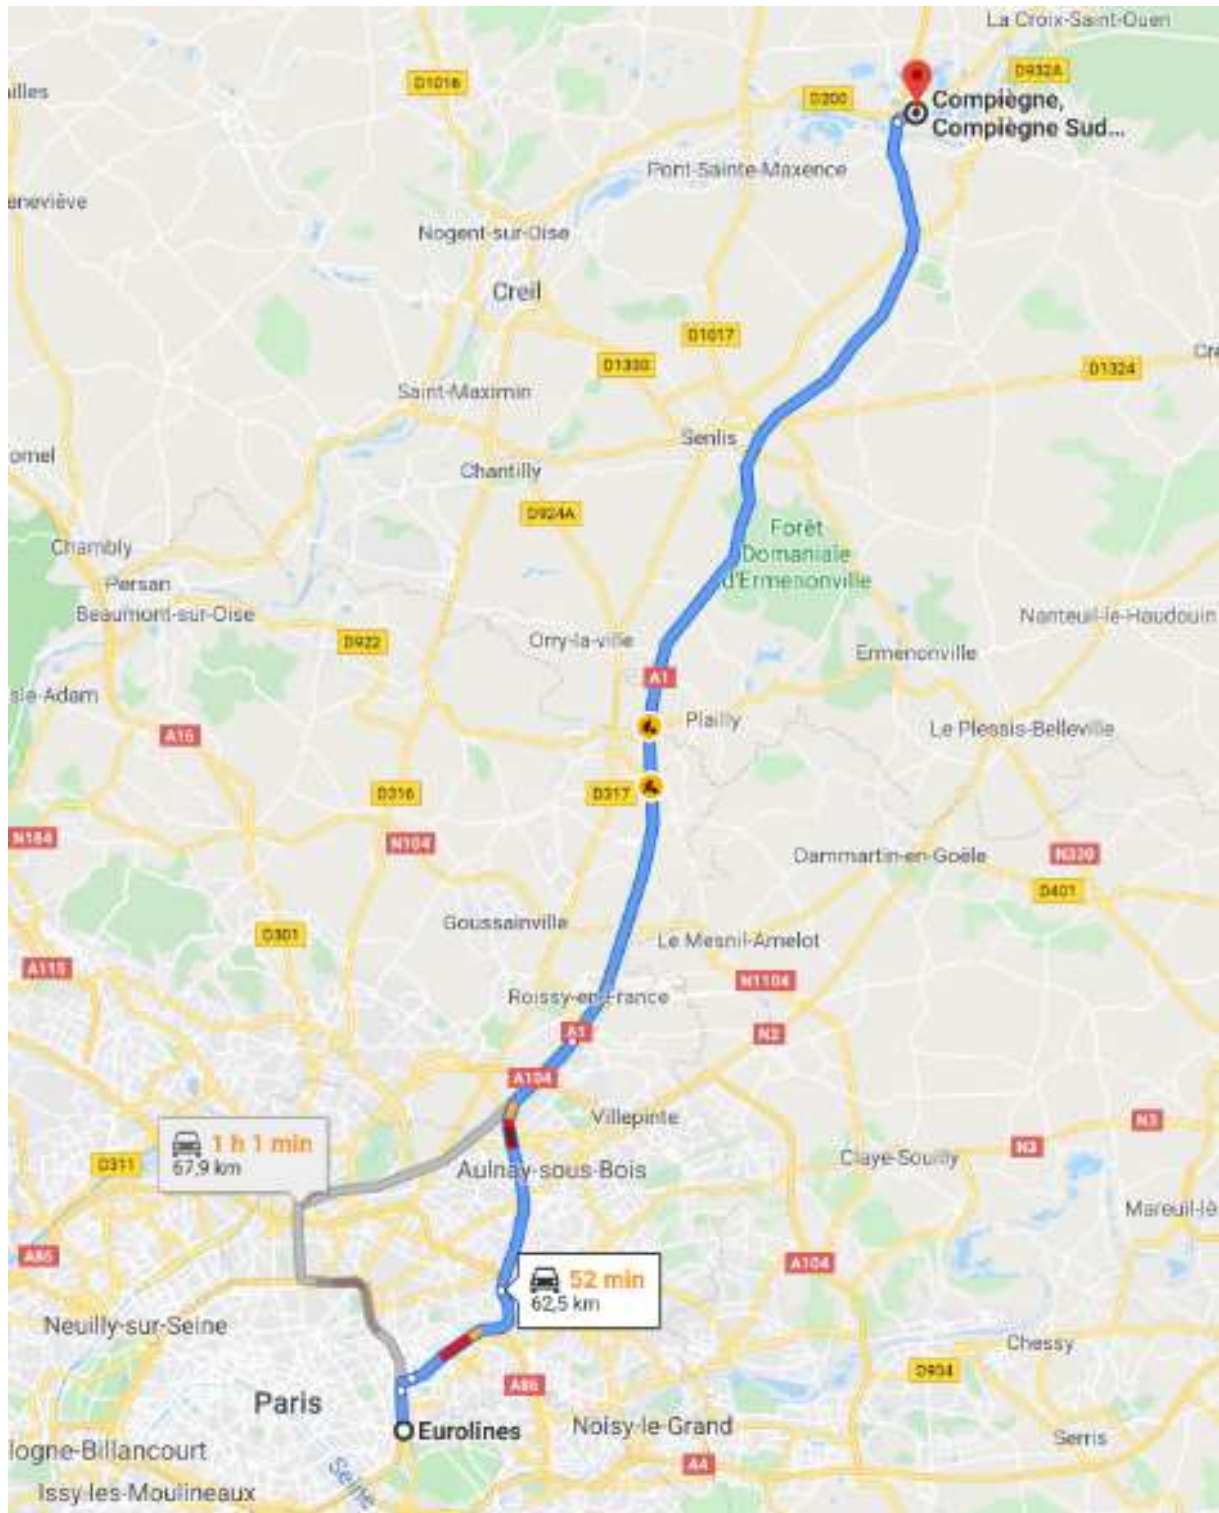 La Croix-Saint-Ouen
D1016
D932A
D200
illes
Compiègne,
Compiègne Sud...
Pont-Sainte-Maxence
eneviève
Nogent-sur-Oise
Creil
D1017
D1330
Cré
D1324
Saint-Maximin
Senlis
omel
Chantilly
D924A
Forêt
Domaniale
d'Ermenonville
Chambly
Persan
Beaumont-sur-Oise
Nanteuil-le-Haudouin
D922
Orry-la-ville
Ermenonville
A1
sle-Adam
Plailly
Le Plessis-Belleville
A16
D316
D317
N184
N104
Dammartin-en-Goële
N330
D401
Goussainville
D301
Le Mesnil-Amelot
A115
N1104
Roissy-en-France
A1
N2
A104
Villepinte
N3
1 h 1 min
67,9 km
N3
D311
Aulnay-sous-Bois
Claye-Souilly
Mareuil-lè
A86
A104
52 min
62,5 km
Neuilly-sur-Seine
Chessy
D934
A86
Paris
Eurolines
Noisy-le-Grand
Serris
logne-Billancourt
A4
Seine
Issy-les-Moulineaux